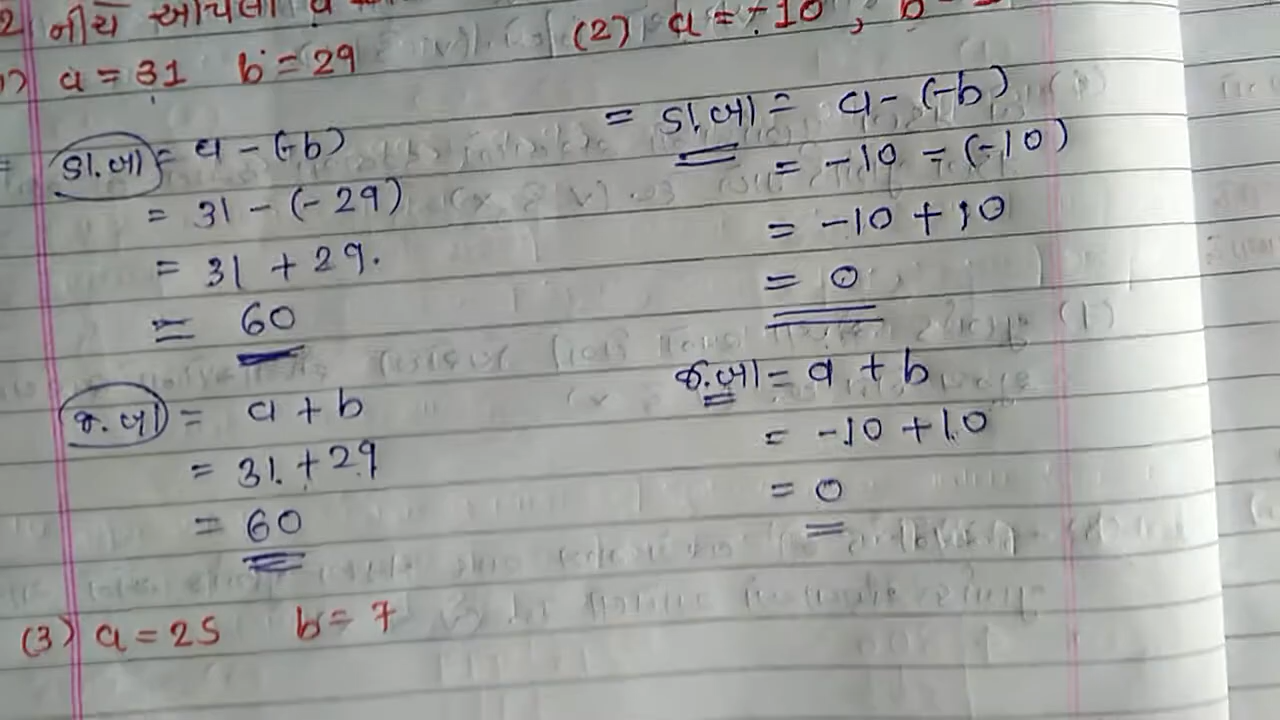 2 નીચે આપેલા
(2) a = -10 , b
1) a = 31 b = 29
ડા.બા = a - (-b)
= 31 - (- 29)
= 31 + 29.
= 60
જ.બા = a + b
= 31 + 29
= 60
= ડા.બા = a - (-b)
= -10 - (-10)
= -10 + 10
= 0
જ.બા = a + b
= -10 + 10
= 0
(3) a = 25 b = 7